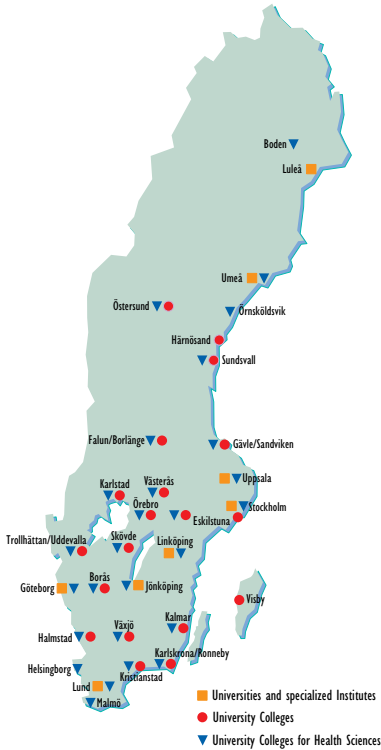 Boden
Luleå
Umeå
Östersund
Örnsköldsvik
Härnösand
Sundsvall
Falun/Borlänge
Gävle/Sandviken
Karlstad
Västerås
Uppsala
Örebro
Stockholm
Eskilstuna
Trollhättan/Uddevalla
Skövde
Linköping
Göteborg
Borås
Jönköping
Visby
Kalmar
Halmstad
Växjö
Karlskrona/Ronneby
Helsingborg
Kristianstad
Lund
Malmö
Universities and specialized Institutes
University Colleges
University Colleges for Health Sciences